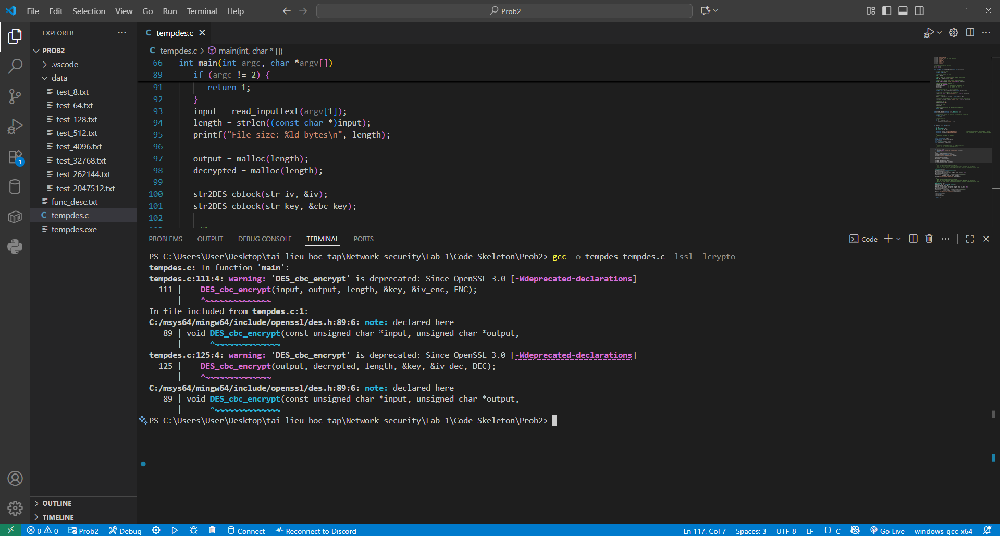 File Edit Selection View Go Run Terminal Help
Prob2
EXPLORER
PROB2
.vscode
data
test_8.txt
test_64.txt
test_128.txt
test_512.txt
test_4096.txt
test_32768.txt
test_262144.txt
test_2047512.txt
func_desc.txt
C tempdes.c
tempdes.exe
OUTLINE
TIMELINE
1
C tempdes.c
C tempdes.c > main(int, char * [])
66 int main(int argc, char *argv[])
89 if (argc != 2) {
91 return 1;
92 }
93 input = read_inputtext(argv[1]);
94 length = strlen((const char *)input);
95 printf("File size: %ld bytes\n", length);
96
97 output = malloc(length);
98 decrypted = malloc(length);
99
100 str2DES_cblock(str_iv, &iv);
101 str2DES_cblock(str_key, &cbc_key);
102
PROBLEMS OUTPUT DEBUG CONSOLE TERMINAL PORTS
Code
PS C:\Users\User\Desktop\tai-lieu-hoc-tap\Network security\Lab 1\Code-Skeleton\Prob2> gcc -o tempdes tempdes.c -lssl -lcrypto
tempdes.c: In function 'main':
tempdes.c:111:4: warning: 'DES_cbc_encrypt' is deprecated: Since OpenSSL 3.0 [-Wdeprecated-declarations]
111 | DES_cbc_encrypt(input, output, length, &key, &iv_enc, ENC);
| ^~~~~~~~~~~~~~~
In file included from tempdes.c:1:
C:/msys64/mingw64/include/openssl/des.h:89:6: note: declared here
89 | void DES_cbc_encrypt(const unsigned char *input, unsigned char *output,
| ^~~~~~~~~~~~~~~
tempdes.c:125:4: warning: 'DES_cbc_encrypt' is deprecated: Since OpenSSL 3.0 [-Wdeprecated-declarations]
125 | DES_cbc_encrypt(output, decrypted, length, &key, &iv_dec, DEC);
| ^~~~~~~~~~~~~~~
C:/msys64/mingw64/include/openssl/des.h:89:6: note: declared here
89 | void DES_cbc_encrypt(const unsigned char *input, unsigned char *output,
| ^~~~~~~~~~~~~~~
PS C:\Users\User\Desktop\tai-lieu-hoc-tap\Network security\Lab 1\Code-Skeleton\Prob2>
0 0 Prob2 Debug Connect Reconnect to Discord Ln 117, Col 7 Spaces: 3 UTF-8 LF {} C Go Live windows-gcc-x64